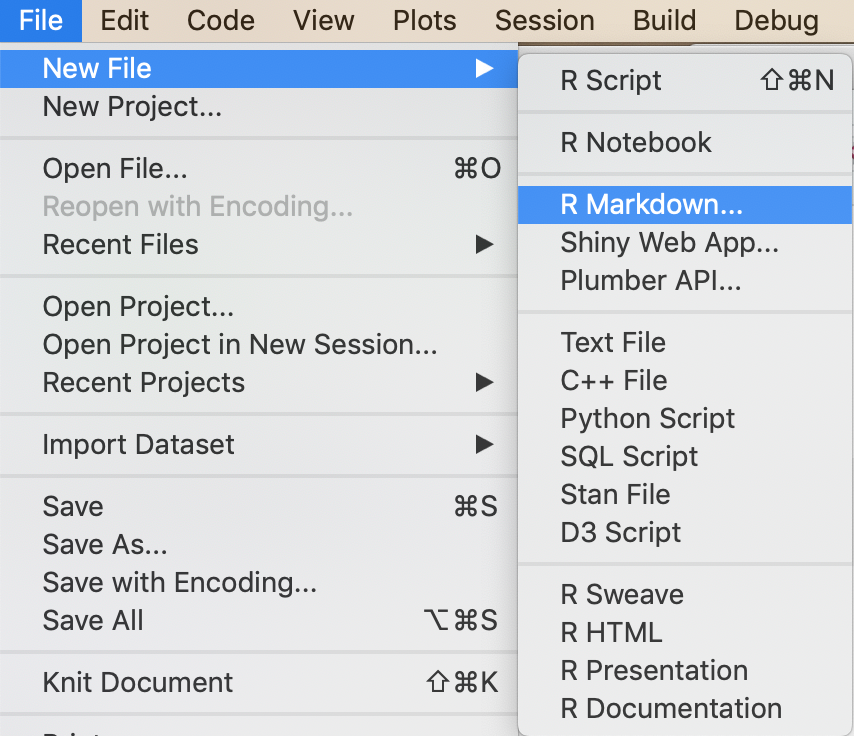 File Edit Code View Plots Session Build Debug
New File ▶
New Project...
Open File... ⌘O
Reopen with Encoding...
Recent Files ▶
Open Project...
Open Project in New Session...
Recent Projects ▶
Import Dataset ▶
Save ⌘S
Save As...
Save with Encoding...
Save All ⌥⌘S
Knit Document ⇧⌘K
R Script ⇧⌘N
R Notebook
R Markdown...
Shiny Web App...
Plumber API...
Text File
C++ File
Python Script
SQL Script
Stan File
D3 Script
R Sweave
R HTML
R Presentation
R Documentation